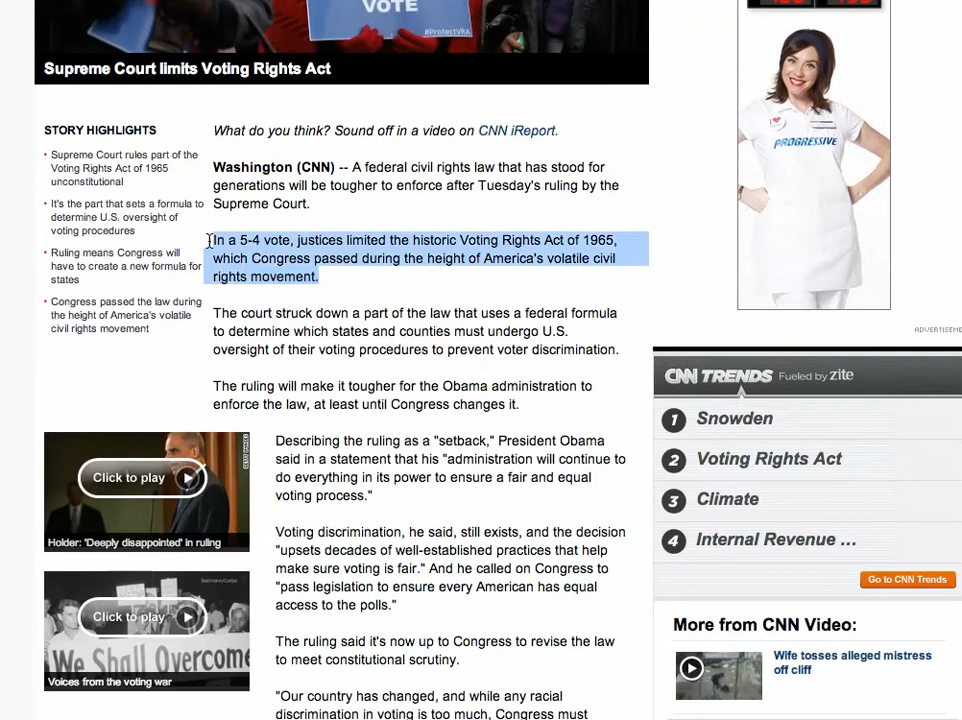 VOTE
#ProtectVRA
Supreme Court limits Voting Rights Act
STORY HIGHLIGHTS
• Supreme Court rules part of the
Voting Rights Act of 1965
unconstitutional
• It's the part that sets a formula to
determine U.S. oversight of
voting procedures
• Ruling means Congress will
have to create a new formula for
states
• Congress passed the law during
the height of America's volatile
civil rights movement
Click to play
Holder: 'Deeply disappointed' in ruling
Click to play
We Shall Overcome
Voices from the voting war
What do you think? Sound off in a video on CNN iReport.
Washington (CNN) -- A federal civil rights law that has stood for
generations will be tougher to enforce after Tuesday's ruling by the
Supreme Court.
In a 5-4 vote, justices limited the historic Voting Rights Act of 1965,
which Congress passed during the height of America's volatile civil
rights movement.
The court struck down a part of the law that uses a federal formula
to determine which states and counties must undergo U.S.
oversight of their voting procedures to prevent voter discrimination.
The ruling will make it tougher for the Obama administration to
enforce the law, at least until Congress changes it.
Describing the ruling as a "setback," President Obama
said in a statement that his "administration will continue to
do everything in its power to ensure a fair and equal
voting process."
Voting discrimination, he said, still exists, and the decision
"upsets decades of well-established practices that help
make sure voting is fair." And he called on Congress to
"pass legislation to ensure every American has equal
access to the polls."
The ruling said it's now up to Congress to revise the law
to meet constitutional scrutiny.
"Our country has changed, and while any racial
discrimination in voting is too much, Congress must
PROGRESSIVE
ADVERTISEME
CNN TRENDS Fueled by zite
1 Snowden
2 Voting Rights Act
3 Climate
4 Internal Revenue ...
Go to CNN Trends
More from CNN Video:
Wife tosses alleged mistress
off cliff